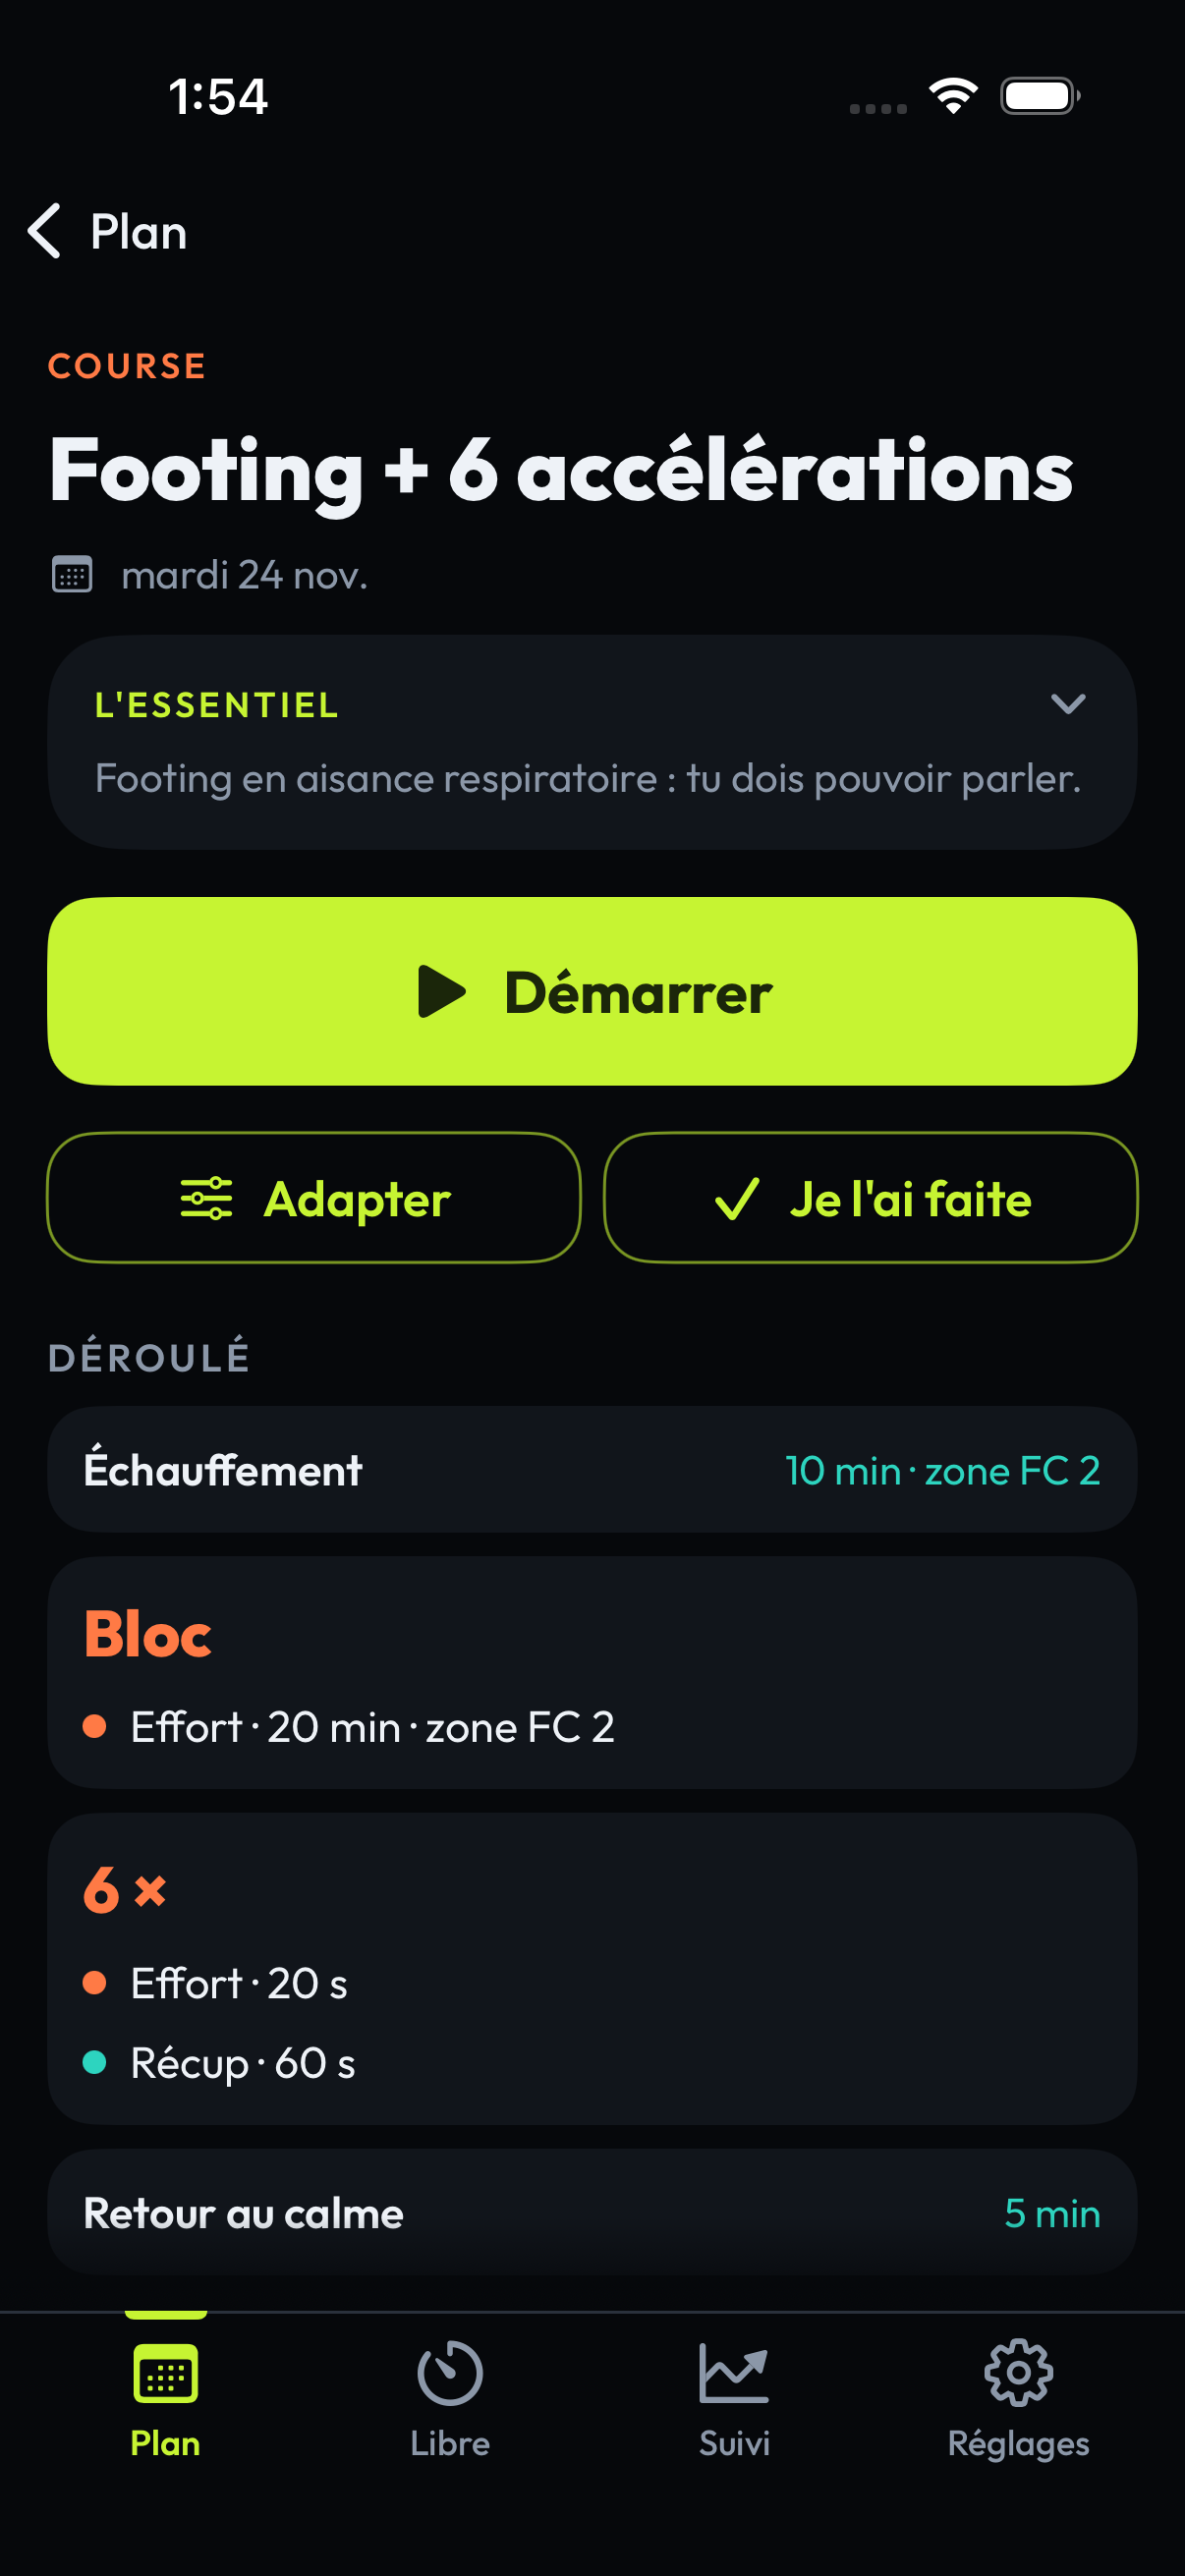 1:54
Plan
COURSE
Footing + 6 accélérations
mardi 24 nov.
L'ESSENTIEL
Footing en aisance respiratoire : tu dois pouvoir parler.
Démarrer
Adapter
Je l'ai faite
DÉROULÉ
Échauffement
10 min · zone FC 2
Bloc
Effort · 20 min · zone FC 2
6 ×
Effort · 20 s
Récup · 60 s
Retour au calme
5 min
Plan
Libre
Suivi
Réglages